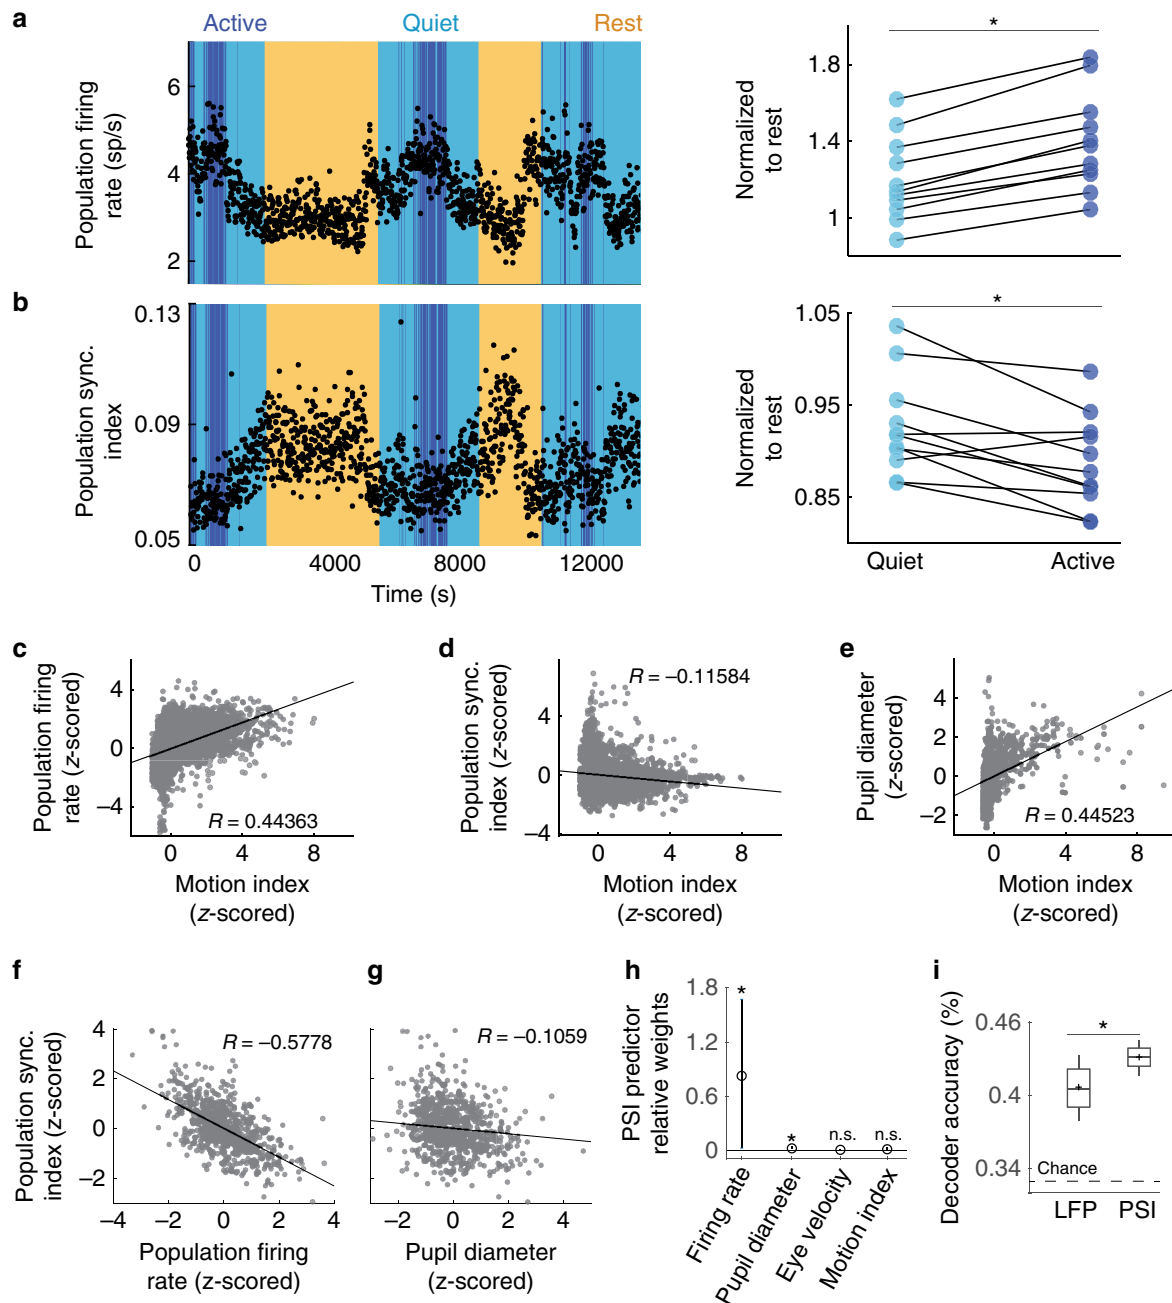 a
Active
Quiet
Rest
Population firing
rate (sp/s)
6
4
2
*
Normalized
to rest
1.8
1.4
1
b
Population sync.
index
0.13
0.09
0.05
0
4000
8000
12000
Time (s)
*
Normalized
to rest
1.05
0.95
0.85
Quiet
Active
c
Population firing
rate (z-scored)
4
0
−4
R = 0.44363
0
4
8
Motion index
(z-scored)
d
Population sync.
index (z-scored)
4
0
−4
R = −0.11584
0
4
8
Motion index
(z-scored)
e
Pupil diameter
(z-scored)
4
2
0
−2
R = 0.44523
0
4
8
Motion index
(z-scored)
f
Population sync.
index (z-scored)
4
2
0
−2
R = −0.5778
−4
−2
0
2
4
Population firing
rate (z-scored)
g
R = −0.1059
−2
0
2
4
Pupil diameter
(z-scored)
h
PSI predictor
relative weights
1.8
1.2
0.6
0
*
*
n.s.
n.s.
Firing rate
Pupil diameter
Eye velocity
Motion index
i
Decoder accuracy (%)
0.46
0.4
0.34
*
Chance
LFP
PSI